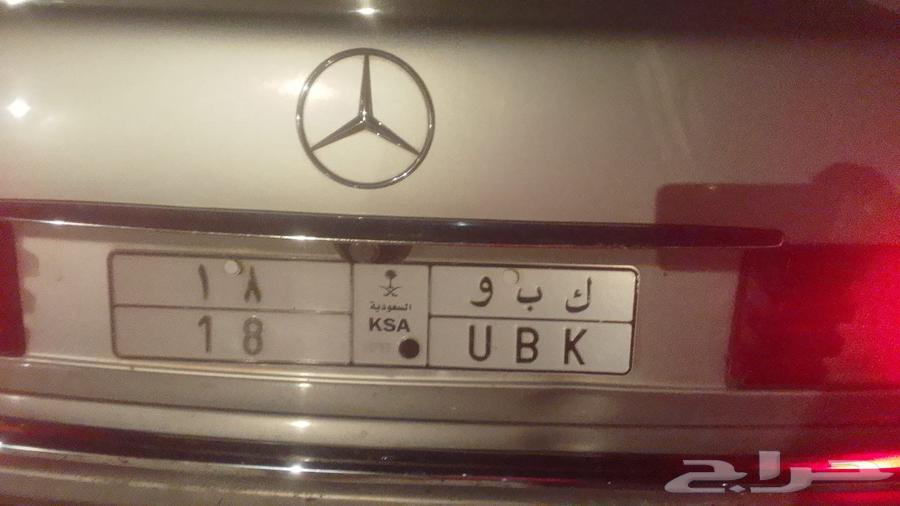 ١٨
ك ب و
السعودية
18
KSA
UBK
حراج